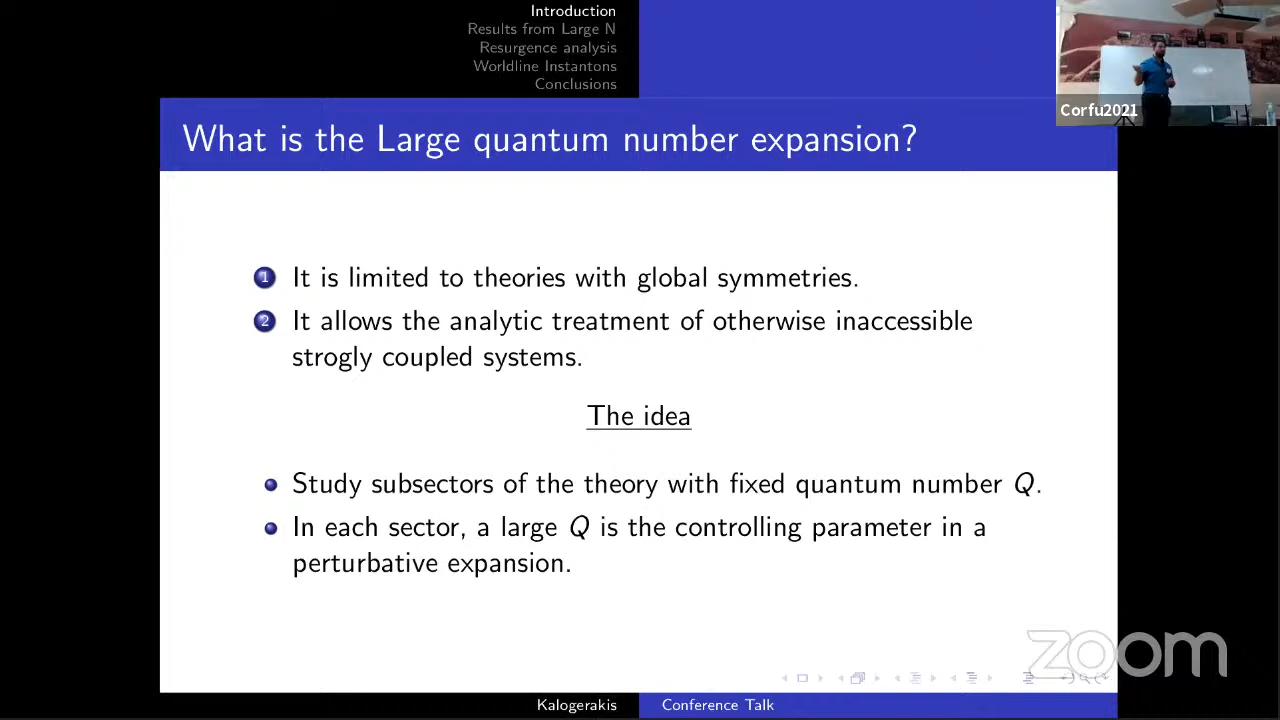 Introduction
Results from Large N
Resurgence analysis
Worldline Instantons
Conclusions
Corfu2021
What is the Large quantum number expansion?
1 It is limited to theories with global symmetries.
2 It allows the analytic treatment of otherwise inaccessible
strogly coupled systems.
The idea
Study subsectors of the theory with fixed quantum number Q.
In each sector, a large Q is the controlling parameter in a
perturbative expansion.
zoom
Kalogerakis
Conference Talk